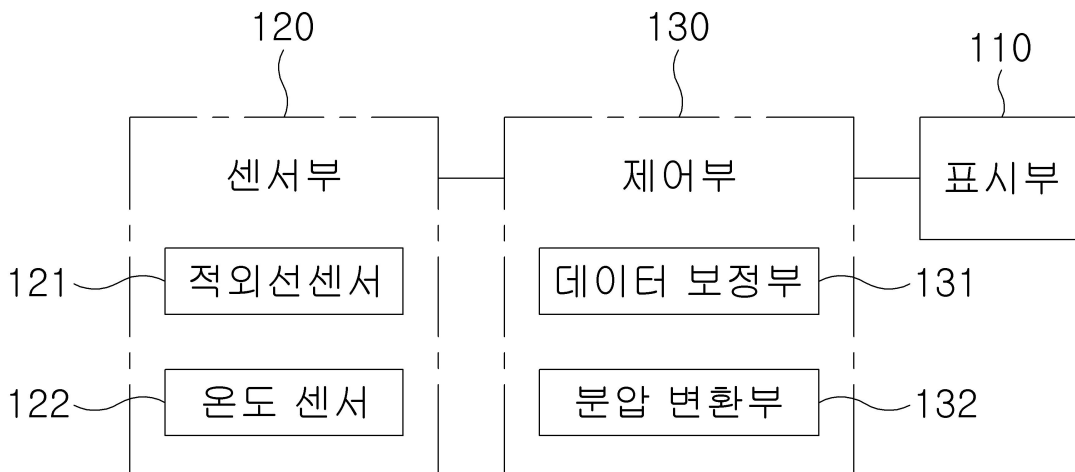 120 130 110
센서부 제어부 표시부
121 적외선센서 데이터 보정부 131
122 온도 센서 분압 변환부 132